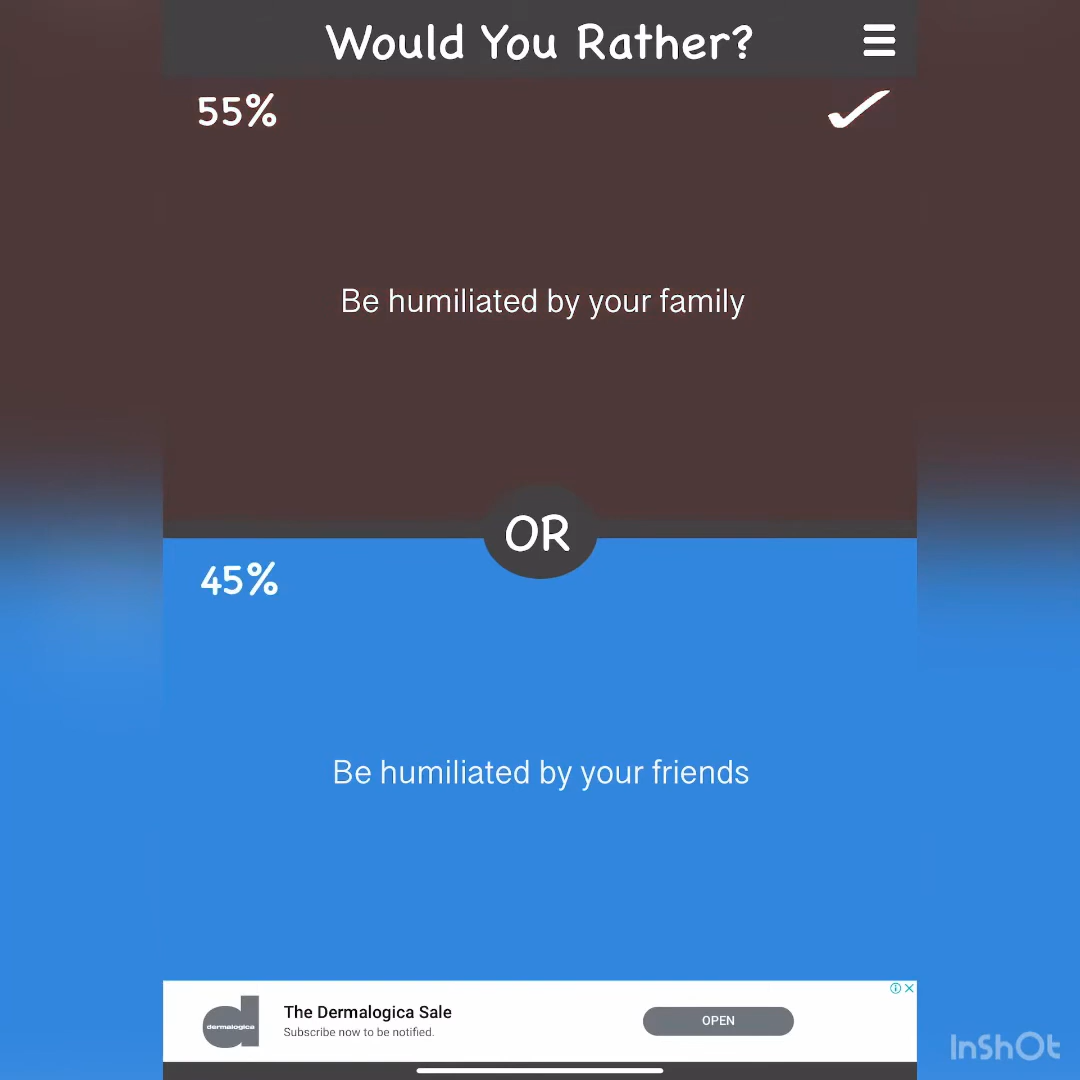 Would You Rather?
55%
Be humiliated by your family
OR
45%
Be humiliated by your friends
dermalogica
The Dermalogica Sale
Subscribe now to be notified.
OPEN
InShOt